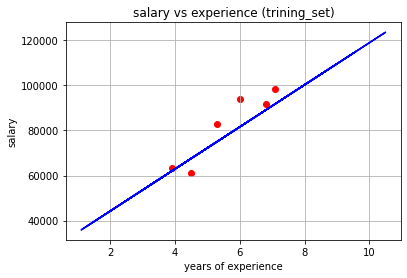 salary vs experience (trining_set)
120000
100000
80000
60000
40000
salary
2 4 6 8 10
years of experience